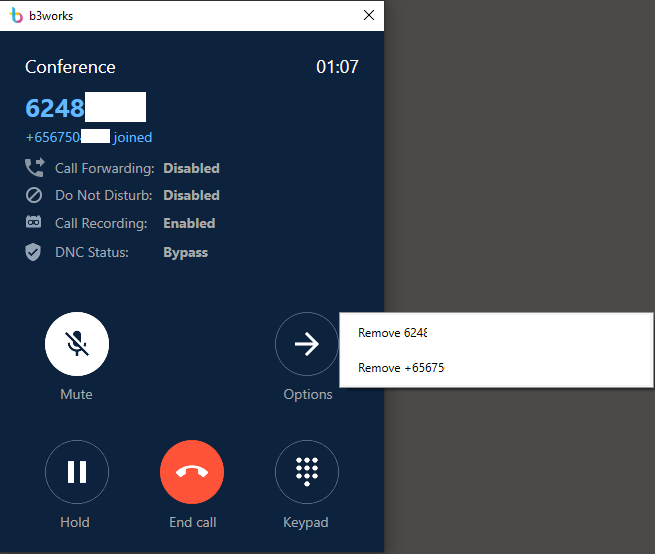 b3works
Conference 01:07
6248
+656750 joined
Call Forwarding: Disabled
Do Not Disturb: Disabled
Call Recording: Enabled
DNC Status: Bypass
Remove 6248
Remove +65675
Mute Options
Hold End call Keypad